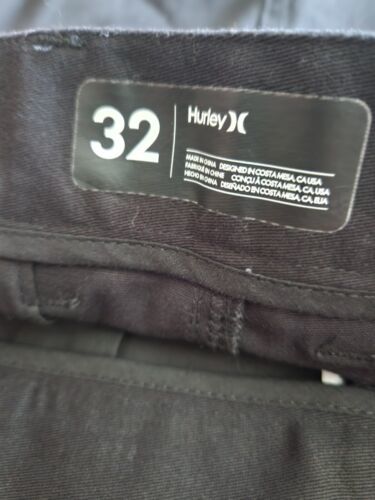 32
Hurley
MADE IN CHINA DESIGNED IN COSTA MESA, CA USA
FABRIQUÉ EN CHINE CONÇU À COSTA MESA, CA, USA
HECHO EN CHINA DISEÑADO EN COSTA MESA, CA, EUA